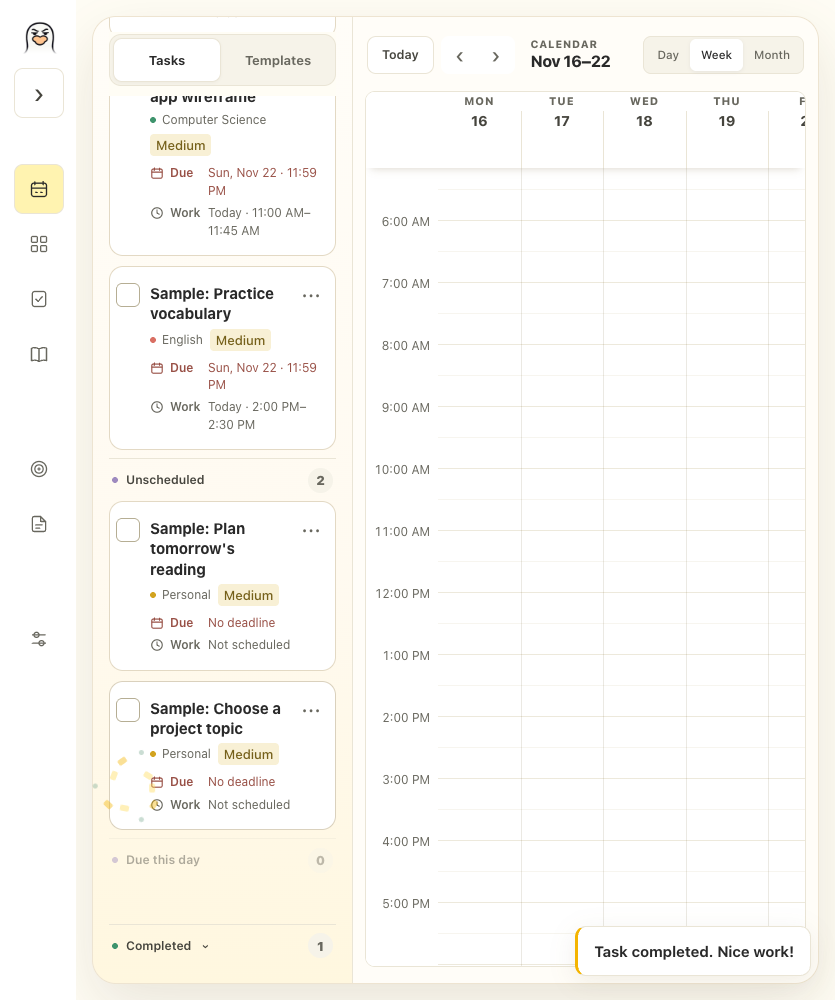 Tasks
Templates
app wireframe
Computer Science
Medium
Due
Sun, Nov 22 · 11:59
PM
Work
Today · 11:00 AM–
11:45 AM
Sample: Practice
vocabulary
English
Medium
Due
Sun, Nov 22 · 11:59
PM
Work
Today · 2:00 PM–
2:30 PM
Unscheduled
2
Sample: Plan
tomorrow's
reading
Personal
Medium
Due
No deadline
Work
Not scheduled
Sample: Choose a
project topic
Personal
Medium
Due
No deadline
Work
Not scheduled
Due this day
0
Completed
1
Today
CALENDAR
Nov 16–22
Day
Week
Month
MON
16
TUE
17
WED
18
THU
19
F
2
6:00 AM
7:00 AM
8:00 AM
9:00 AM
10:00 AM
11:00 AM
12:00 PM
1:00 PM
2:00 PM
3:00 PM
4:00 PM
5:00 PM
Task completed. Nice work!